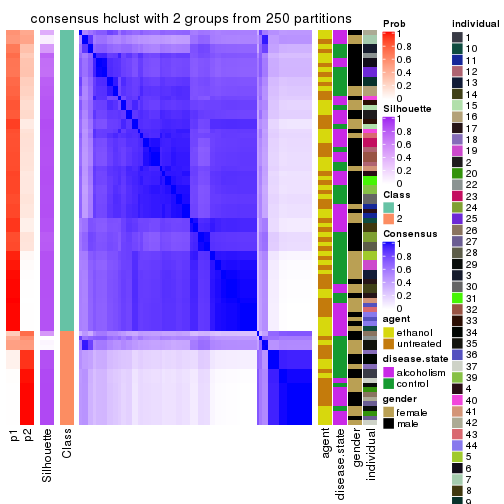 consensus hclust with 2 groups from 250 partitions
p1
p2
Silhouette
Class
agent
disease.state
gender
individual
Prob
1
0.8
0.6
0.4
0.2
0
Silhouette
1
0.8
0.6
0.4
0.2
0
Class
1
2
Consensus
1
0.8
0.6
0.4
0.2
0
agent
ethanol
untreated
disease.state
alcoholism
control
gender
female
male
individual
1
10
11
12
13
14
15
16
17
18
19
2
20
22
23
24
25
26
27
28
29
3
30
31
32
33
34
35
36
37
39
4
40
41
42
43
44
5
6
7
8
9